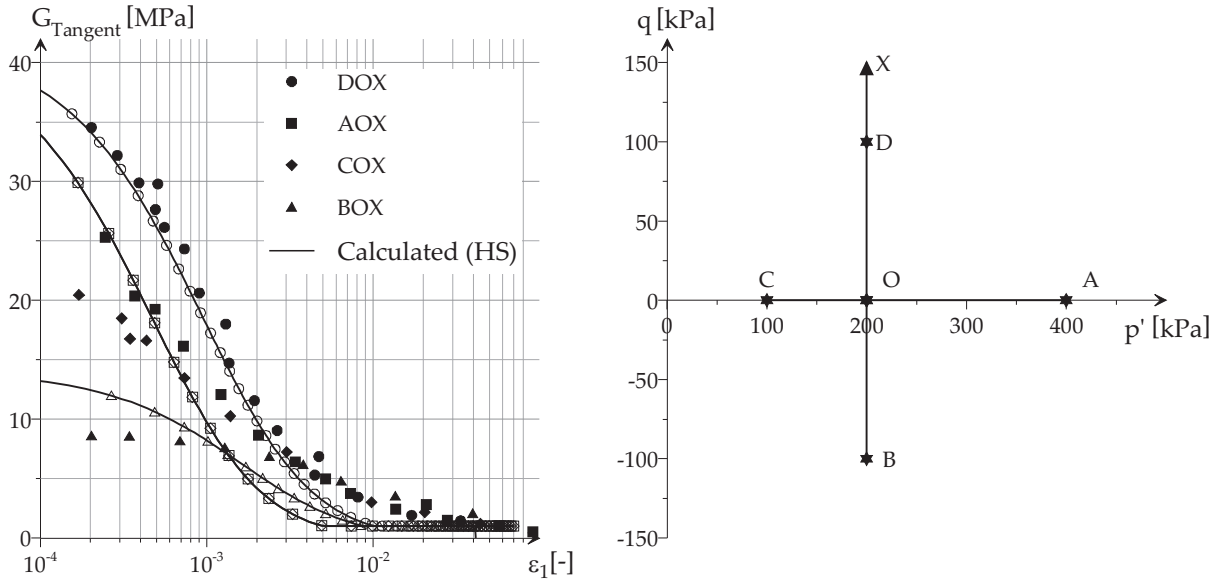 G_Tangent [MPa]
40
30
20
10
0
10^-4
10^-3
10^-2
ε_1[-]
DOX
AOX
COX
BOX
Calculated (HS)
q [kPa]
150
100
50
0
-50
-100
-150
X
D
C
O
A
B
0
100
200
300
400
p' [kPa]